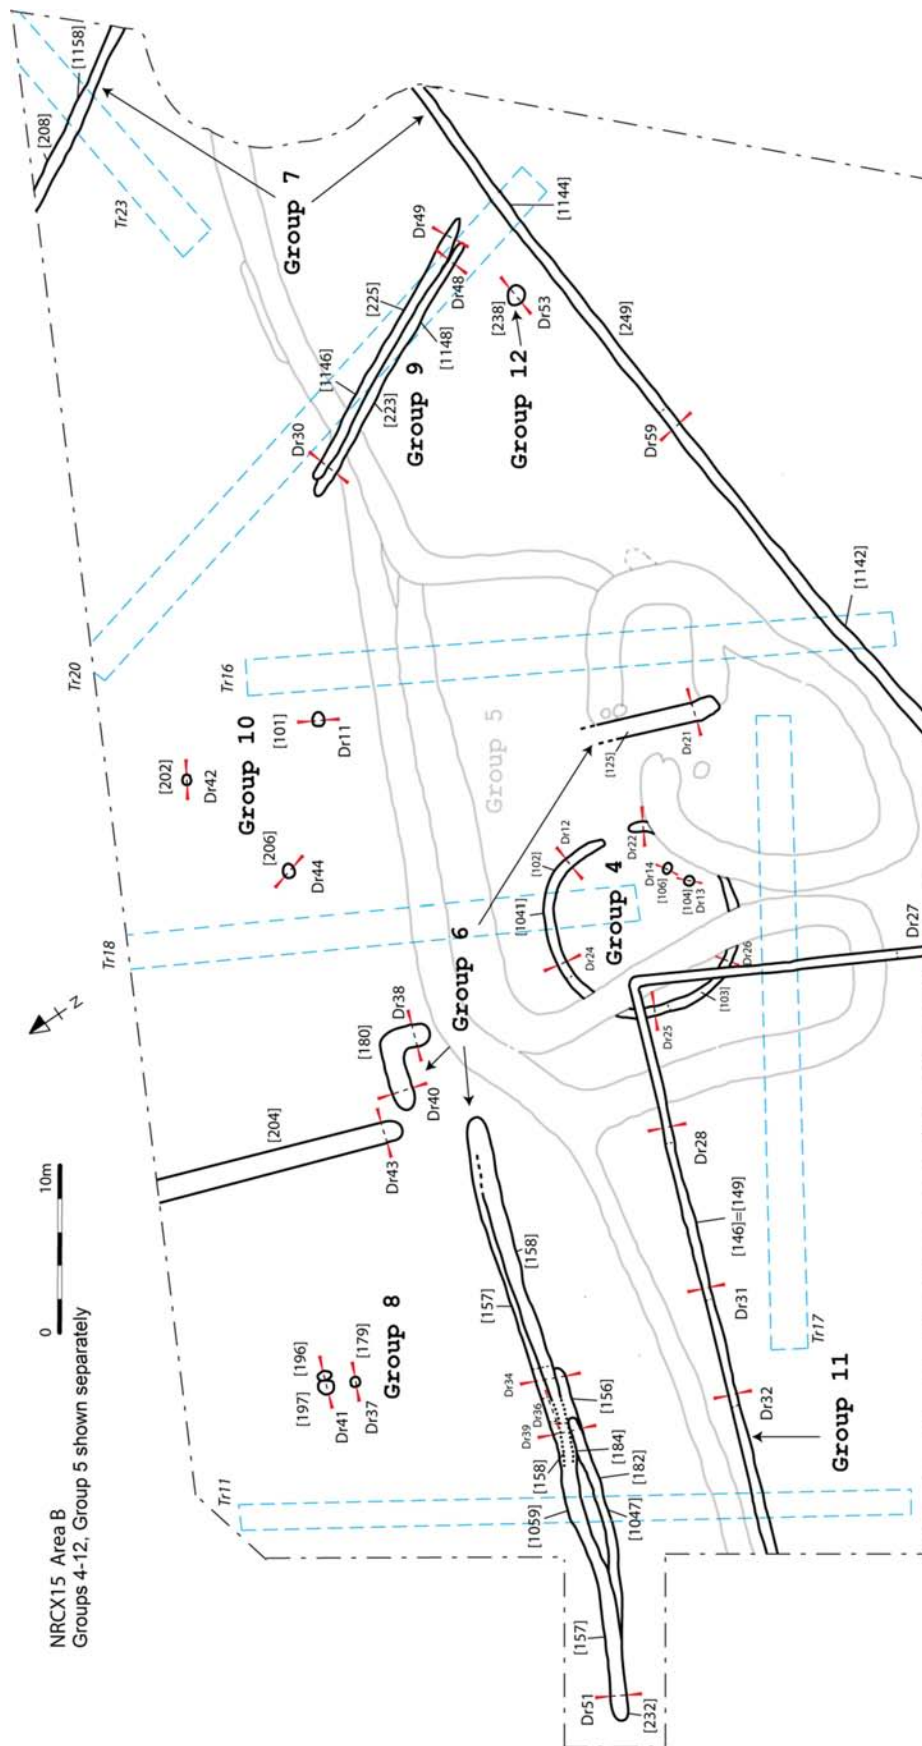 NRCX15 Area B
Groups 4-12, Group 5 shown separately
0
10m
N
Tr11
Tr18
Tr20
Tr23
Tr16
Tr17
[208]
[1158]
Group 7
[204]
Dr43
[180]
Dr38
Dr40
[202]
Dr42
[206]
Dr44
Group 10
[101]
Dr11
Dr30
[1146]
[225]
Dr49
Dr48
[223]
[1148]
Group 9
[238]
Dr53
Group 12
[1144]
[249]
Dr59
[1142]
[196]
[197]
Dr41
[179]
Dr37
Group 8
Group 6
Group 5
[125]
Dr21
[102]
Dr12
[1041]
Dr24
Group 4
Dr22
Dr14
[106]
[104]
Dr13
Dr26
[103]
Dr25
Dr27
Dr28
[146]=[149]
Dr31
Dr32
Group 11
[157]
[158]
Dr34
Dr36
Dr39
[156]
[184]
[182]
[158]
[1059]
[1047]
[157]
Dr51
[232]